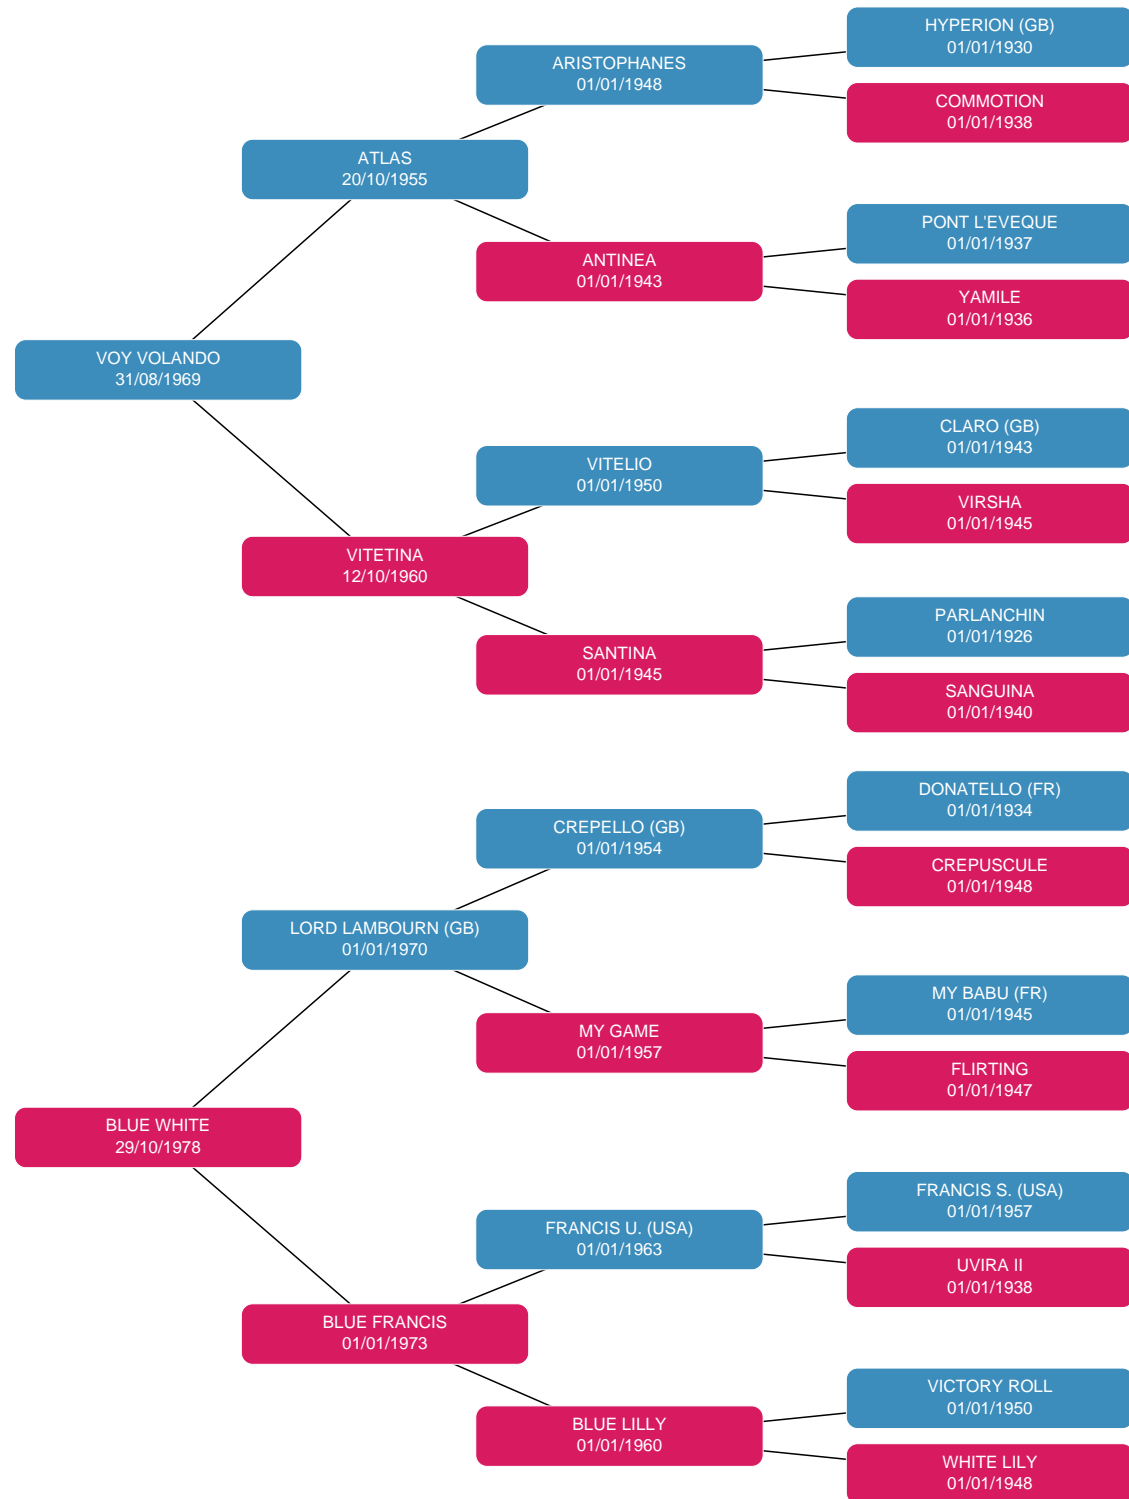 HYPERION (GB)
01/01/1930
ARISTOPHANES
01/01/1948
COMMOTION
01/01/1938
ATLAS
20/10/1955
PONT L'EVEQUE
01/01/1937
ANTINEA
01/01/1943
YAMILE
01/01/1936
VOY VOLANDO
31/08/1969
CLARO (GB)
01/01/1943
VITELIO
01/01/1950
VIRSHA
01/01/1945
VITETINA
12/10/1960
PARLANCHIN
01/01/1926
SANTINA
01/01/1945
SANGUINA
01/01/1940
DONATELLO (FR)
01/01/1934
CREPELLO (GB)
01/01/1954
CREPUSCULE
01/01/1948
LORD LAMBOURN (GB)
01/01/1970
MY BABU (FR)
01/01/1945
MY GAME
01/01/1957
FLIRTING
01/01/1947
BLUE WHITE
29/10/1978
FRANCIS S. (USA)
01/01/1957
FRANCIS U. (USA)
01/01/1963
UVIRA II
01/01/1938
BLUE FRANCIS
01/01/1973
VICTORY ROLL
01/01/1950
BLUE LILLY
01/01/1960
WHITE LILY
01/01/1948